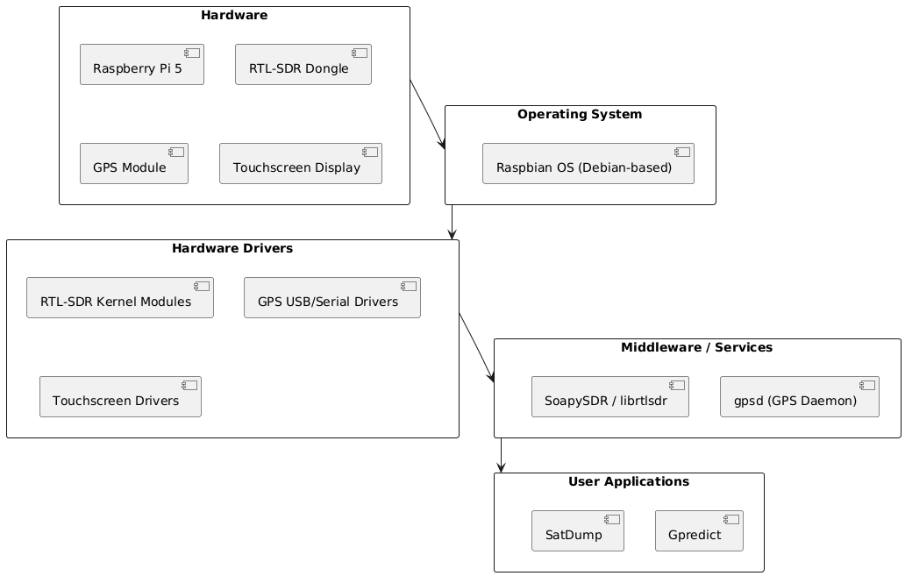 Hardware
Raspberry Pi 5
RTL-SDR Dongle
GPS Module
Touchscreen Display
Operating System
Raspbian OS (Debian-based)
Hardware Drivers
RTL-SDR Kernel Modules
GPS USB/Serial Drivers
Touchscreen Drivers
Middleware / Services
SoapySDR / librtlsdr
gpsd (GPS Daemon)
User Applications
SatDump
Gpredict